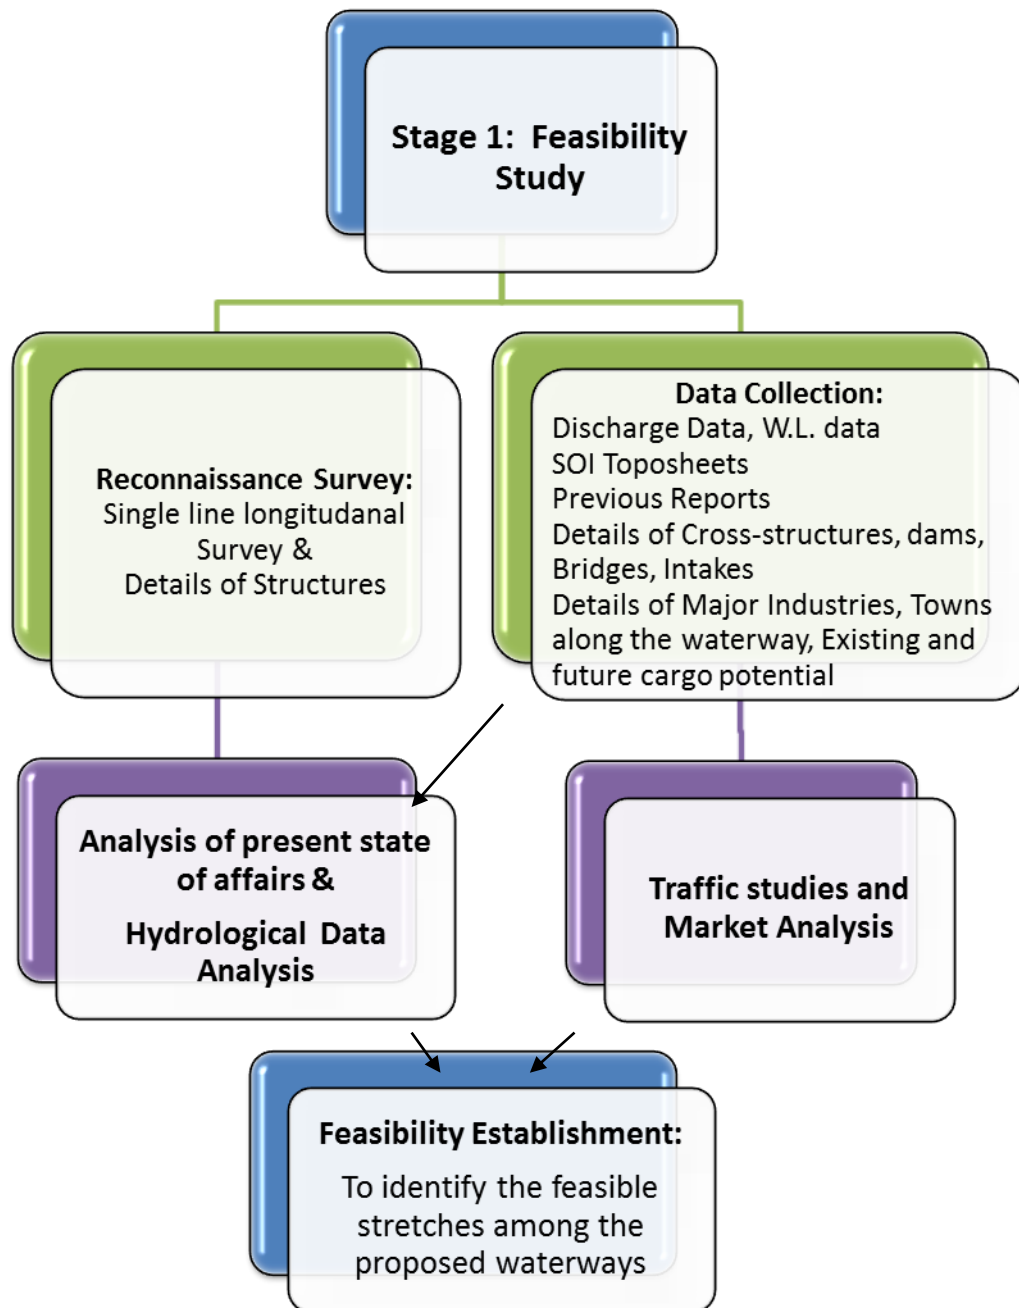 Stage 1:  Feasibility
Study
Reconnaissance Survey:
Single line longitudanal
Survey &
Details of Structures
Data Collection:
Discharge Data, W.L. data
SOI Toposheets
Previous Reports
Details of Cross-structures, dams,
Bridges, Intakes
Details of Major Industries, Towns
along the waterway, Existing and
future cargo potential
Analysis of present state
of affairs &
Hydrological  Data
Analysis
Traffic studies and
Market Analysis
Feasibility Establishment:
To identify the feasible
stretches among the
proposed waterways